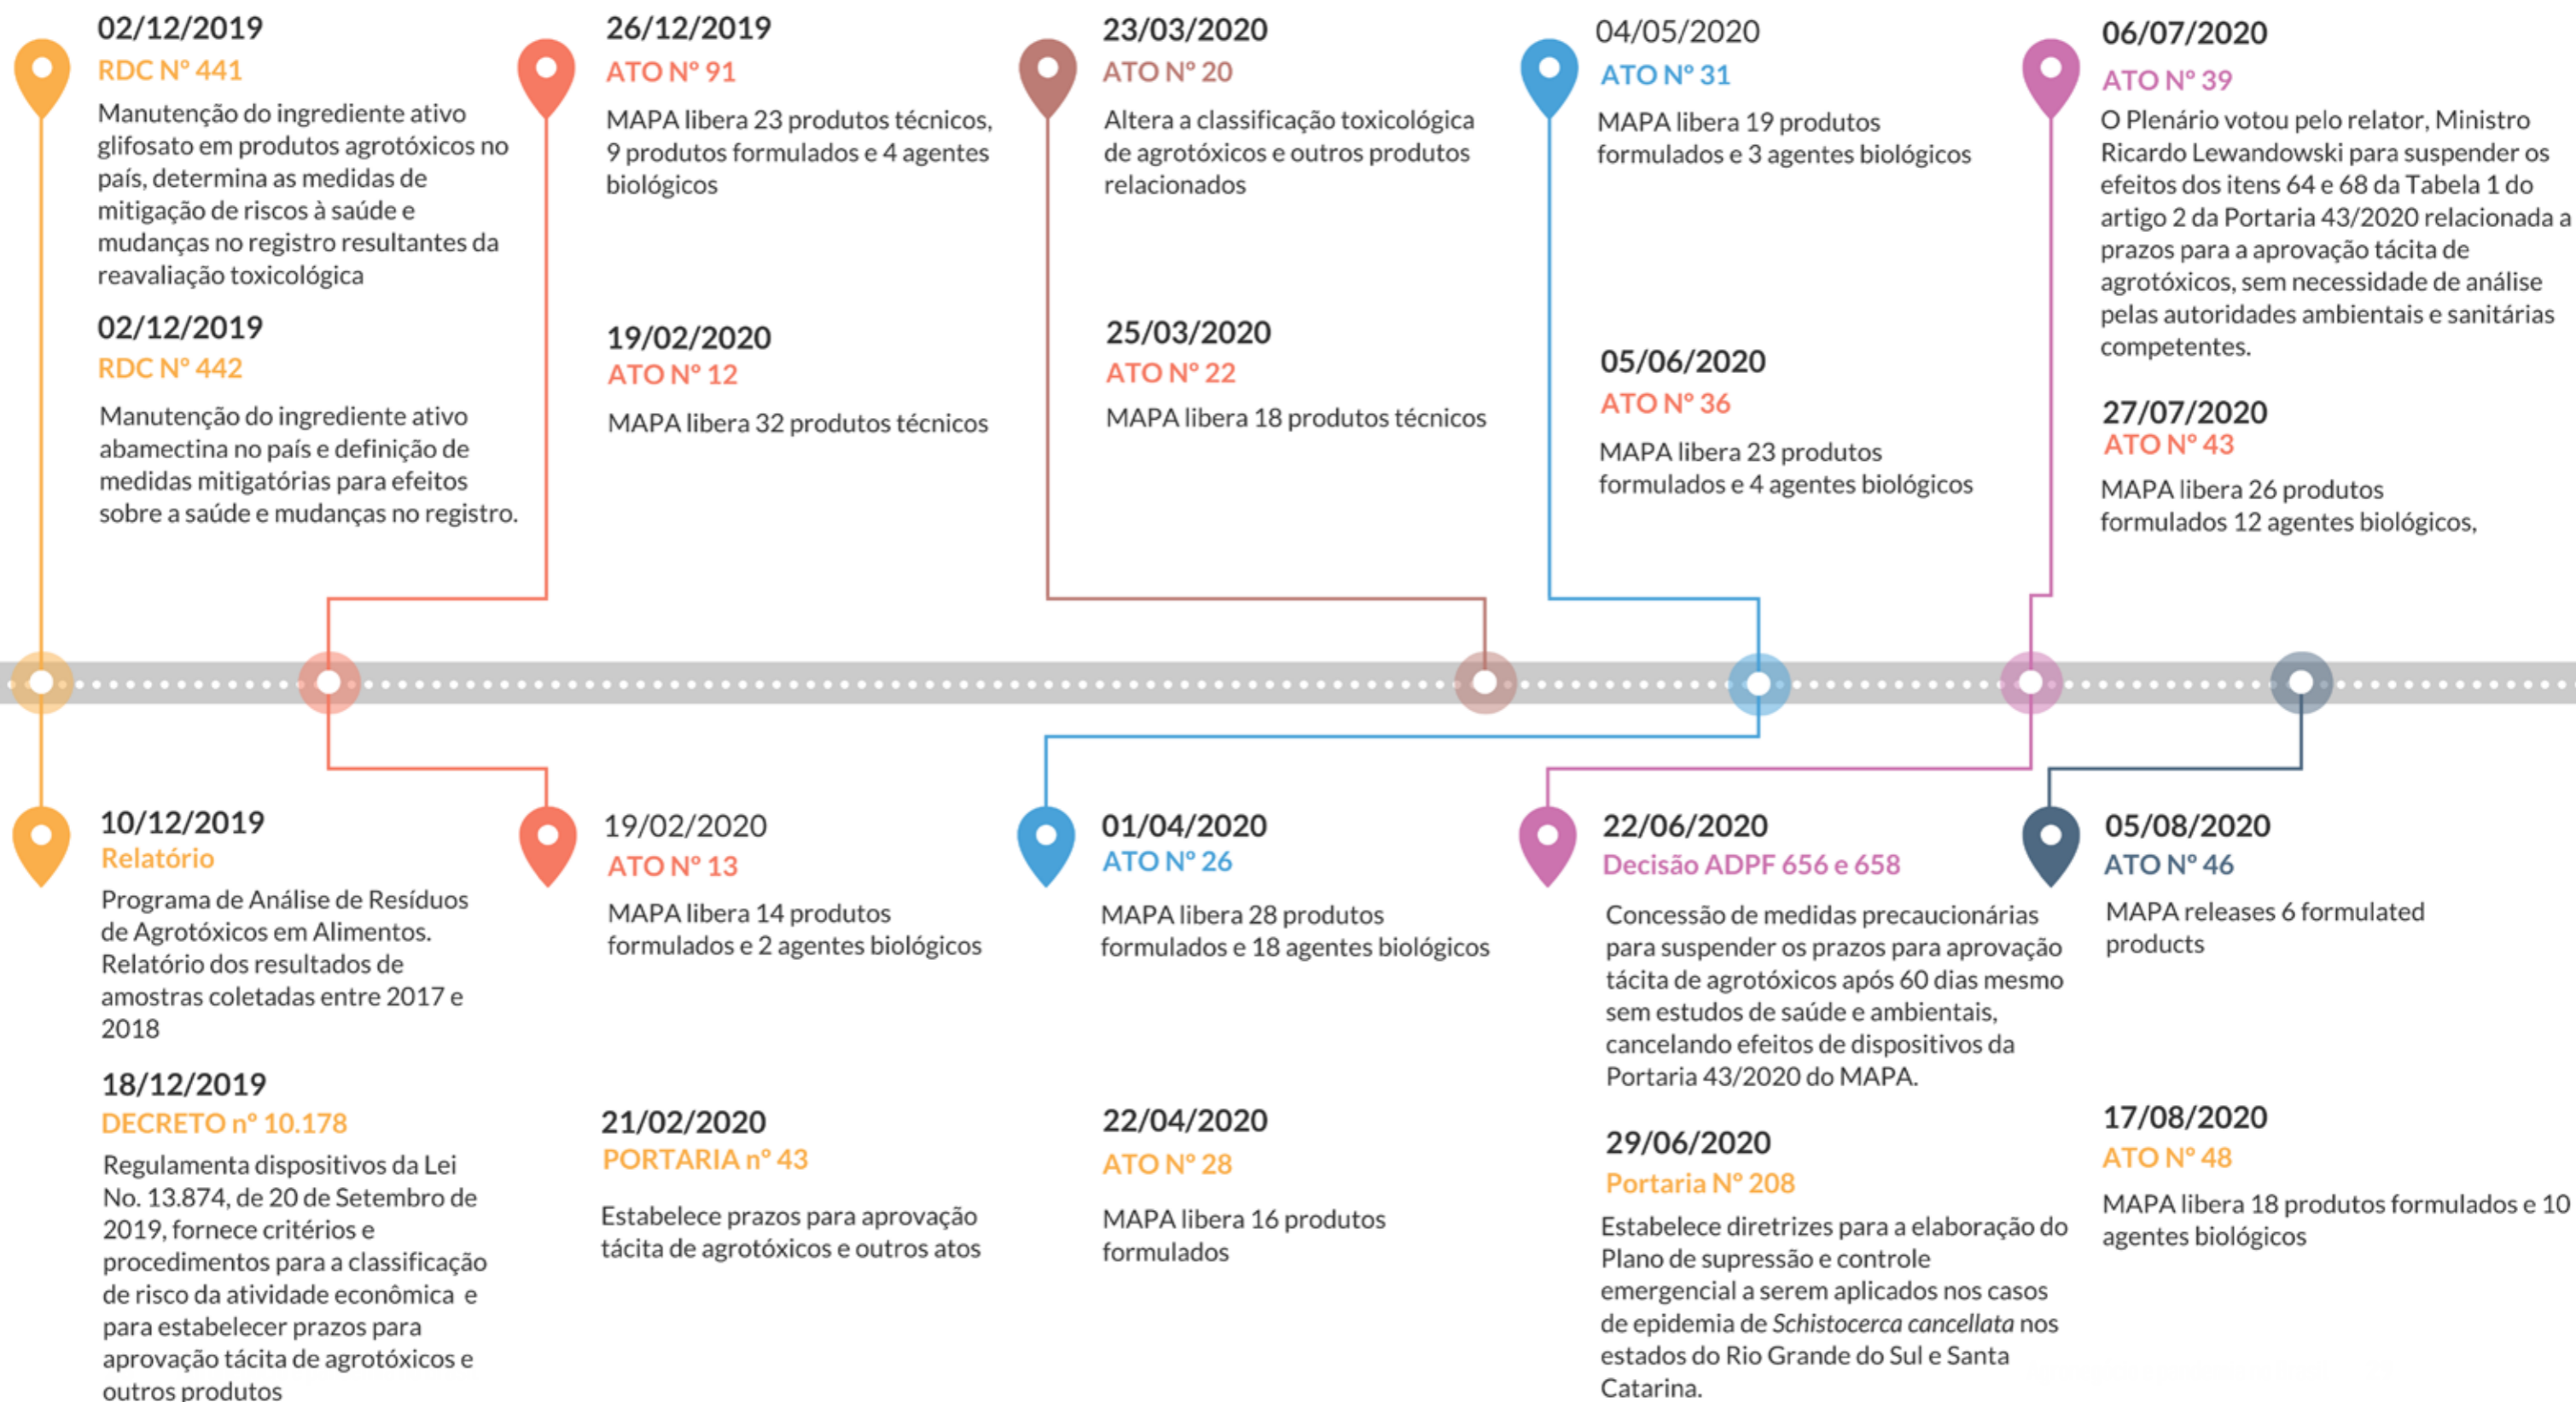 02/12/2019
RDC Nº 441
Manutenção do ingrediente ativo
glifosato em produtos agrotóxicos no
país, determina as medidas de
mitigação de riscos à saúde e
mudanças no registro resultantes da
reavaliação toxicológica
02/12/2019
RDC Nº 442
Manutenção do ingrediente ativo
abamectina no país e definição de
medidas mitigatórias para efeitos
sobre a saúde e mudanças no registro.
26/12/2019
ATO Nº 91
MAPA libera 23 produtos técnicos,
9 produtos formulados e 4 agentes
biológicos
19/02/2020
ATO Nº 12
MAPA libera 32 produtos técnicos
23/03/2020
ATO Nº 20
Altera a classificação toxicológica
de agrotóxicos e outros produtos
relacionados
25/03/2020
ATO Nº 22
MAPA libera 18 produtos técnicos
04/05/2020
ATO Nº 31
MAPA libera 19 produtos
formulados e 3 agentes biológicos
05/06/2020
ATO Nº 36
MAPA libera 23 produtos
formulados e 4 agentes biológicos
06/07/2020
ATO Nº 39
O Plenário votou pelo relator, Ministro
Ricardo Lewandowski para suspender os
efeitos dos itens 64 e 68 da Tabela 1 do
artigo 2 da Portaria 43/2020 relacionada a
prazos para a aprovação tácita de
agrotóxicos, sem necessidade de análise
pelas autoridades ambientais e sanitárias
competentes.
27/07/2020
ATO Nº 43
MAPA libera 26 produtos
formulados 12 agentes biológicos,
10/12/2019
Relatório
Programa de Análise de Resíduos
de Agrotóxicos em Alimentos.
Relatório dos resultados de
amostras coletadas entre 2017 e
2018
18/12/2019
DECRETO nº 10.178
Regulamenta dispositivos da Lei
No. 13.874, de 20 de Setembro de
2019, fornece critérios e
procedimentos para a classificação
de risco da atividade econômica e
para estabelecer prazos para
aprovação tácita de agrotóxicos e
outros produtos
19/02/2020
ATO Nº 13
MAPA libera 14 produtos
formulados e 2 agentes biológicos
21/02/2020
PORTARIA nº 43
Estabelece prazos para aprovação
tácita de agrotóxicos e outros atos
01/04/2020
ATO Nº 26
MAPA libera 28 produtos
formulados e 18 agentes biológicos
22/04/2020
ATO Nº 28
MAPA libera 16 produtos
formulados
22/06/2020
Decisão ADPF 656 e 658
Concessão de medidas precaucionárias
para suspender os prazos para aprovação
tácita de agrotóxicos após 60 dias mesmo
sem estudos de saúde e ambientais,
cancelando efeitos de dispositivos da
Portaria 43/2020 do MAPA.
29/06/2020
Portaria Nº 208
Estabelece diretrizes para a elaboração do
Plano de supressão e controle
emergencial a serem aplicados nos casos
de epidemia de Schistocerca cancellata nos
estados do Rio Grande do Sul e Santa
Catarina.
05/08/2020
ATO Nº 46
MAPA releases 6 formulated
products
17/08/2020
ATO Nº 48
MAPA libera 18 produtos formulados e 10
agentes biológicos